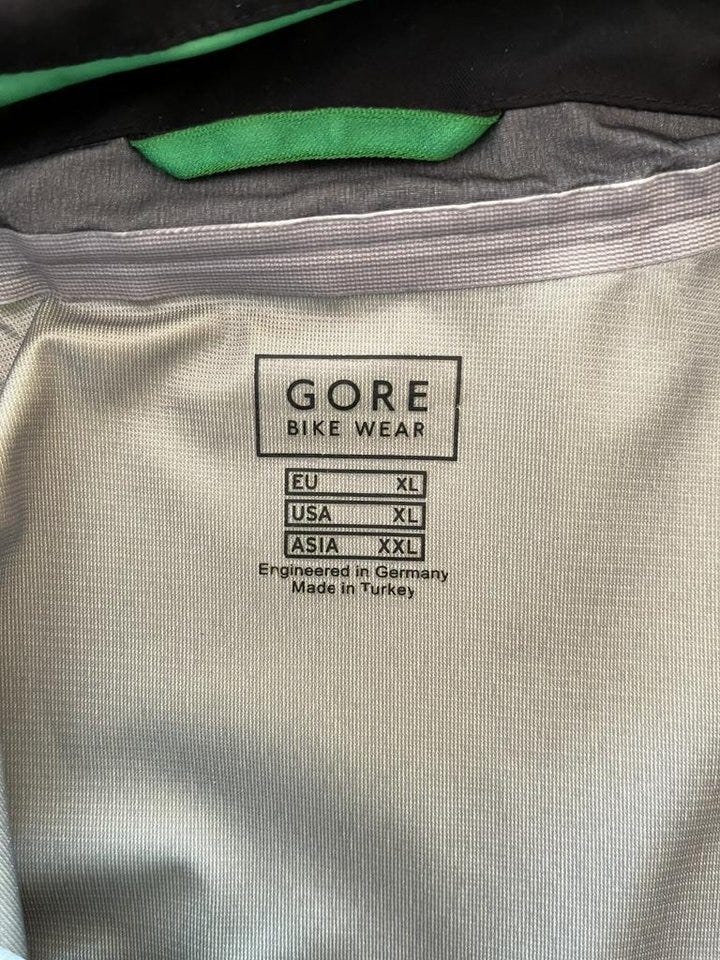 GORE
BIKE WEAR
EU XL
USA XL
ASIA XXL
Engineered in Germany
Made in Turkey